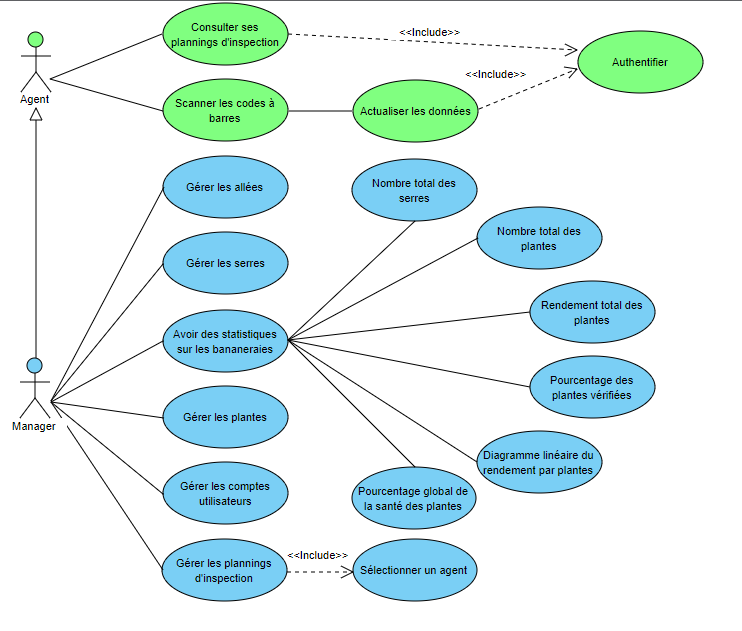 Consulter ses
plannings d'inspection
<<Include>>
Authentifier
<<Include>>
Agent
Scanner les codes à
barres
Actualiser les données
Gérer les allées
Nombre total des
serres
Nombre total des
plantes
Gérer les serres
Rendement total des
plantes
Avoir des statistiques
sur les bananeraies
Pourcentage des
plantes vérifiées
Manager
Gérer les plantes
Diagramme linéaire du
rendement par plantes
Gérer les comptes
utilisateurs
Pourcentage global de
la santé des plantes
<<Include>>
Gérer les plannings
d'inspection
Sélectionner un agent